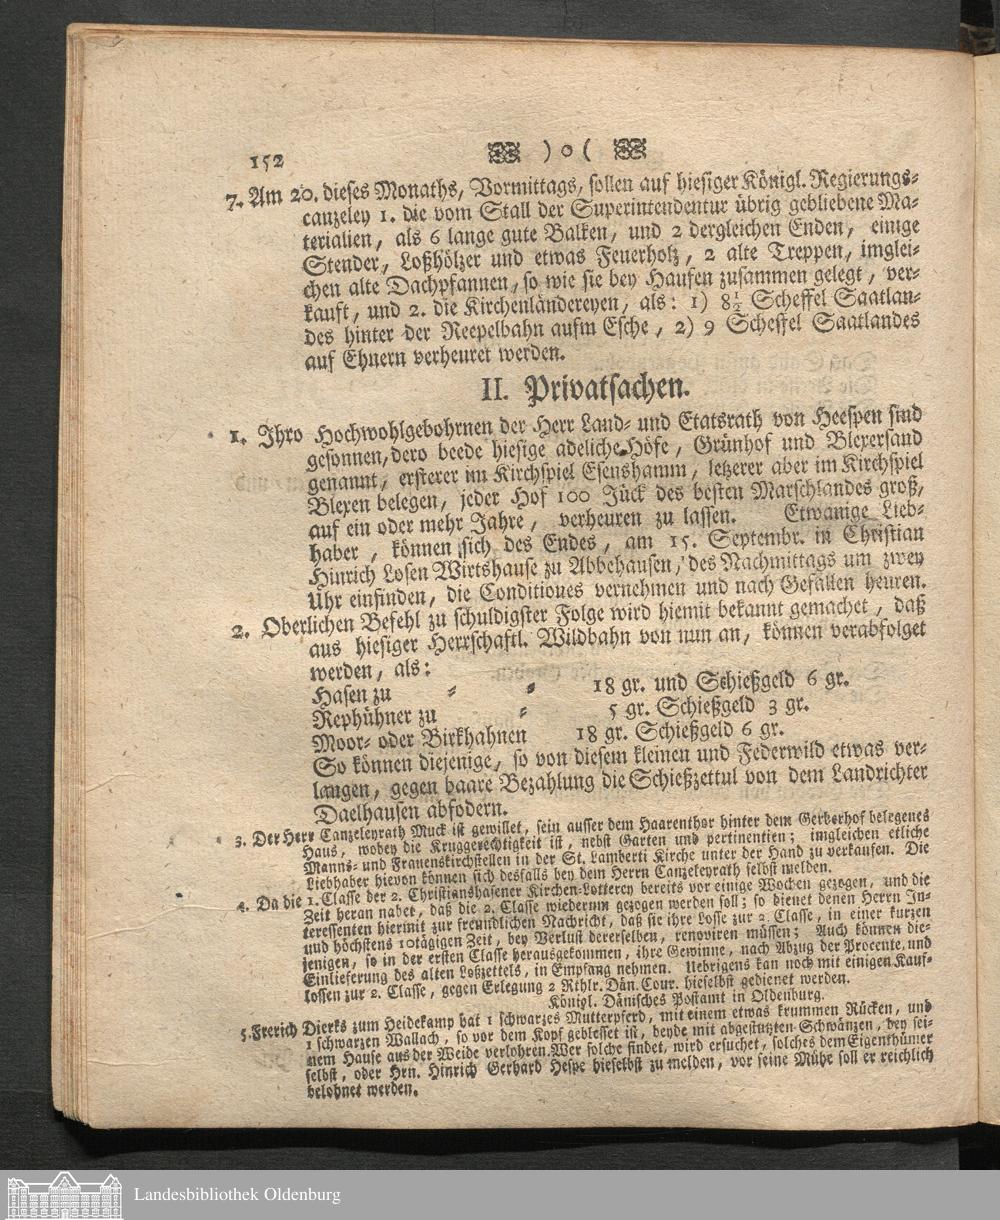 152 ) o (
7. Am 20. dieses Monaths, Vormittags, sollen auf hiesiger Königl. Regierungs-
canzeley 1. die vom Stall der Superintendentur übrig gebliebene Ma-
terialien, als 6 lange gute Balken, und 2 dergleichen Enden, einige
Stender, Loßhölzer und etwas Feuerholz, 2 alte Treppen, imglei-
chen alte Dachpfannen, so wie sie bey Haufen zusammen gelegt, ver-
kauft, und 2. die Kirchenländereyen, als: 1) 8½ Scheffel Saatlan-
des hinter der Reepelbahn aufm Esche, 2) 9 Scheffel Saatlandes
auf Ehnern verheuret werden.
II. Privatsachen.
1. Ihro Hochwohlgebohrnen der Herr Land- und Etatsrath von Heespen sind
gesonnen, dero beede hiesige adeliche Höfe, Grünhof und Blexersand
genannt, ersterer im Kirchspiel Esenshamm, letzerer aber im Kirchspiel
Blexen belegen, jeder Hof 100 Jück des besten Marschlandes groß,
auf ein oder mehr Jahre, verheuren zu lassen. Etwanige Lieb-
haber, können sich des Endes, am 15. Septembr. in Christian
Hinrich Losen Wirtshause zu Abbehausen, des Nachmittags um zwey
Uhr einfinden, die Conditiones vernehmen und nach Gefallen heuren.
2. Oberlichen Befehl zu schuldigster Folge wird hiemit bekannt gemachet, daß
aus hiesiger Herrschaftl. Wildbahn von nun an, können verabfolget
werden, als:
Hasen zu = = 18 gr. und Schießgeld 6 gr.
Rephühner zu = 5 gr. Schießgeld 3 gr.
Moor- oder Birkhahnen 18 gr. Schießgeld 6 gr.
So können diejenige, so von diesem kleinen und Federwild etwas ver-
langen, gegen baare Bezahlung die Schießzettul von dem Landrichter
Daelhausen abfodern.
3. Der Herr Canzeleyrath Muck ist gewillet, sein ausser dem Haarenthor hinter dem Gerberhof belegenes
Haus, wobey die Kruggerechtigkeit ist, nebst Garten und pertinentien; imgleichen etliche
Manns- und Frauenskirchstellen in der St. Lamberti Kirche unter der Hand zu verkaufen. Die
Liebhaber hievon können sich desfalls bey dem Herrn Canzeleyrath selbst melden.
4. Da die 1. Classe der 2. Christianshafener Kirchen-Lotterey bereits vor einige Wochen gezogen, und die
Zeit heran nahet, daß die 2. Classe wiederum gezogen werden soll; so dienet denen Herrn In-
teressenten hiermit zur freundlichen Nachricht, daß sie ihre Losse zur 2. Classe, in einer kurzen
und höchstens 10tägigen Zeit, bey Verlust dererselben, renoviren müssen; Auch können die-
jenigen, so in der ersten Classe herausgekommen, ihre Gewinne, nach Abzug der Procente, und
Einlieferung des alten Loßzettels, in Empfang nehmen. Uebrigens kan noch mit einigen Kauf-
lossen zur 2. Classe, gegen Erlegung 2 Rthlr. Dän. Cour. hieselbst gedienet werden.
Königl. Dänisches Postamt in Oldenburg.
5. Frerich Dierks zum Heidekamp hat 1 schwarzes Mutterpferd, mit einem etwas krummen Rücken, und
1 schwarzen Wallach, so vor dem Kopf geblesset ist, beyde mit abgestutzten Schwänzen, bey sei-
nem Hause aus der Weide verlohren. Wer solche findet, wird ersuchet, solches dem Eigenthümer
selbst, oder Hrn. Hinrich Gerhard Hespe hieselbst zu melden, vor seine Mühe soll er reichlich
belohnet werden.
Landesbibliothek Oldenburg